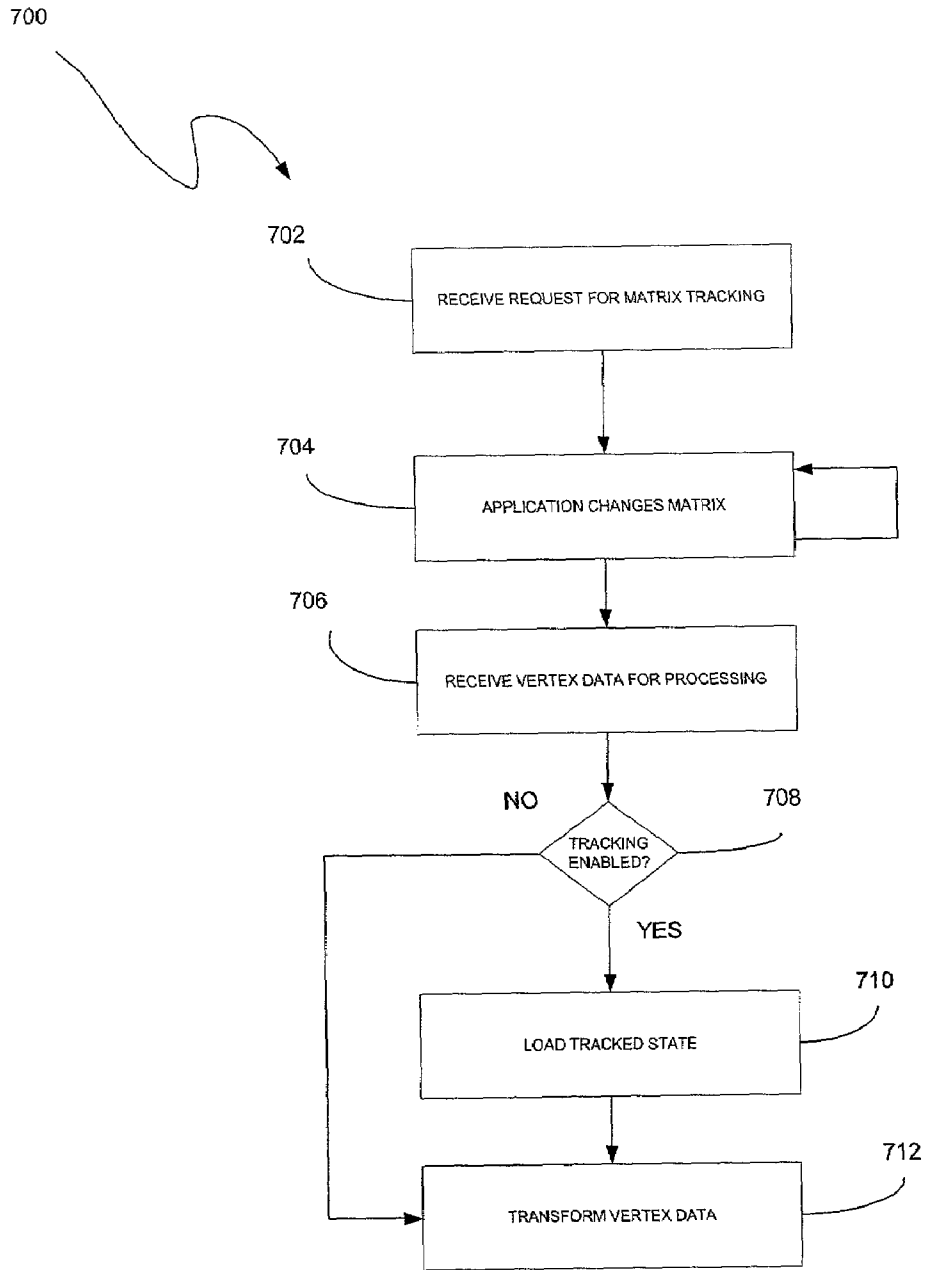 700
702
RECEIVE REQUEST FOR MATRIX TRACKING
704
APPLICATION CHANGES MATRIX
706
RECEIVE VERTEX DATA FOR PROCESSING
NO
708
TRACKING
ENABLED?
YES
710
LOAD TRACKED STATE
712
TRANSFORM VERTEX DATA